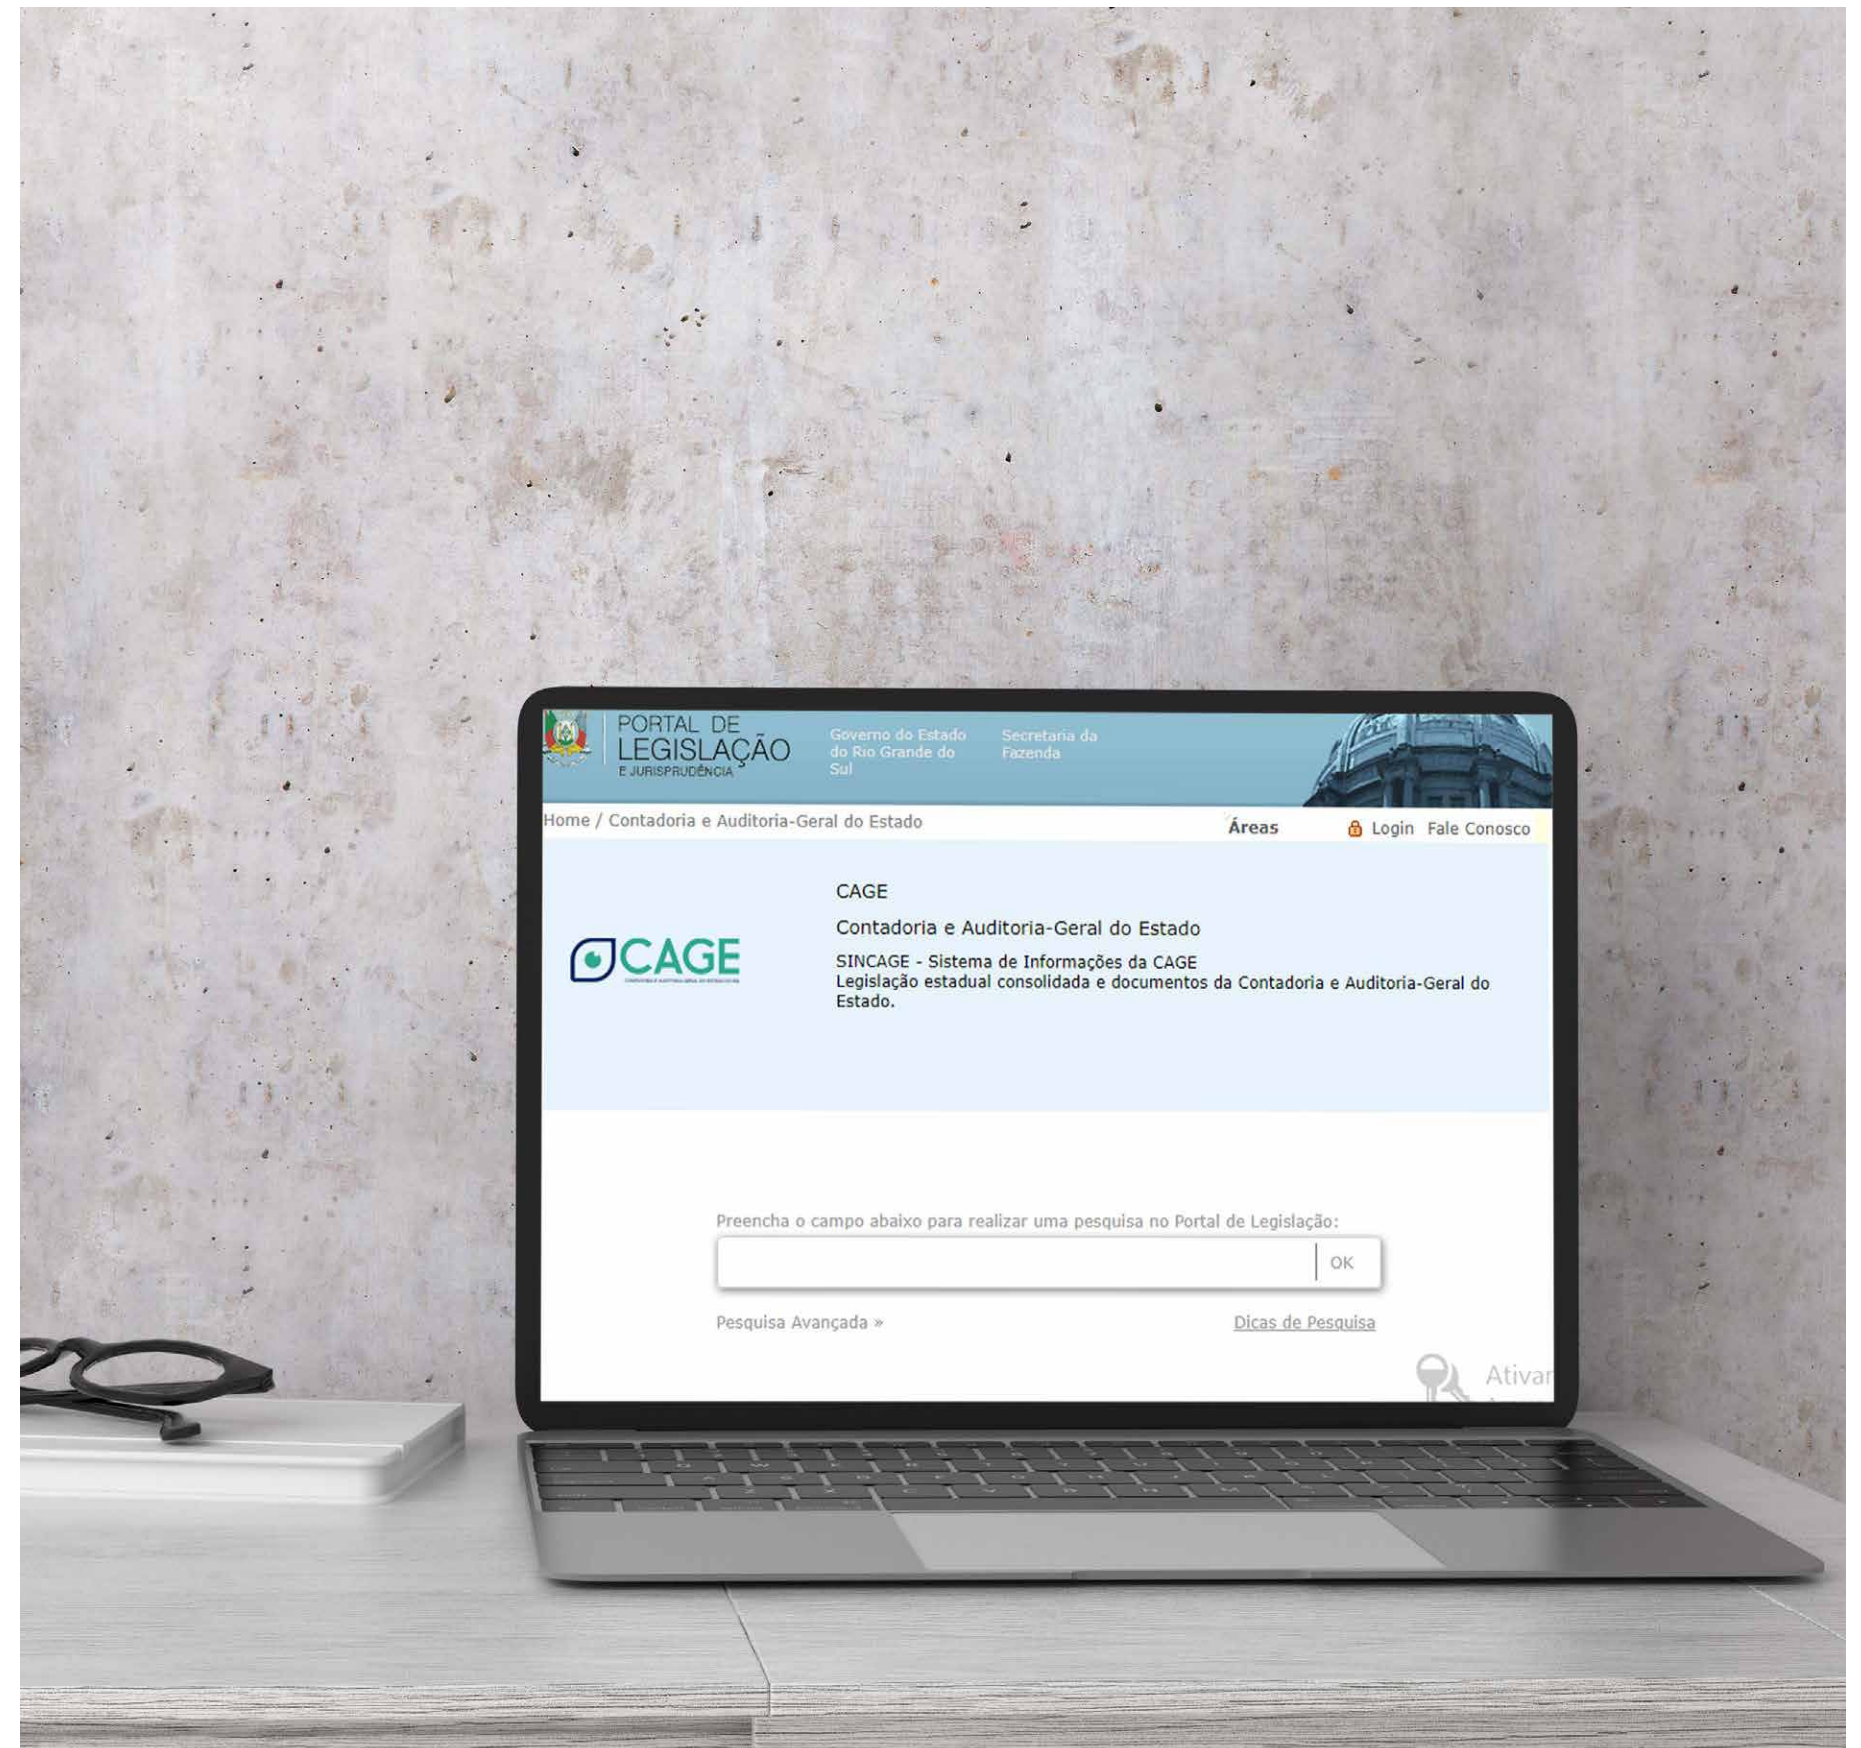 PORTAL DE
LEGISLAÇÃO
E JURISPRUDÊNCIA
Governo do Estado
do Rio Grande do
Sul
Secretaria da
Fazenda
Home / Contadoria e Auditoria-Geral do Estado
Áreas
Login Fale Conosco
CAGE
CAGE
Contadoria e Auditoria-Geral do Estado
SINCAGE - Sistema de Informações da CAGE
Legislação estadual consolidada e documentos da Contadoria e Auditoria-Geral do
Estado.
Preencha o campo abaixo para realizar uma pesquisa no Portal de Legislação:
OK
Pesquisa Avançada »
Dicas de Pesquisa
Ativar